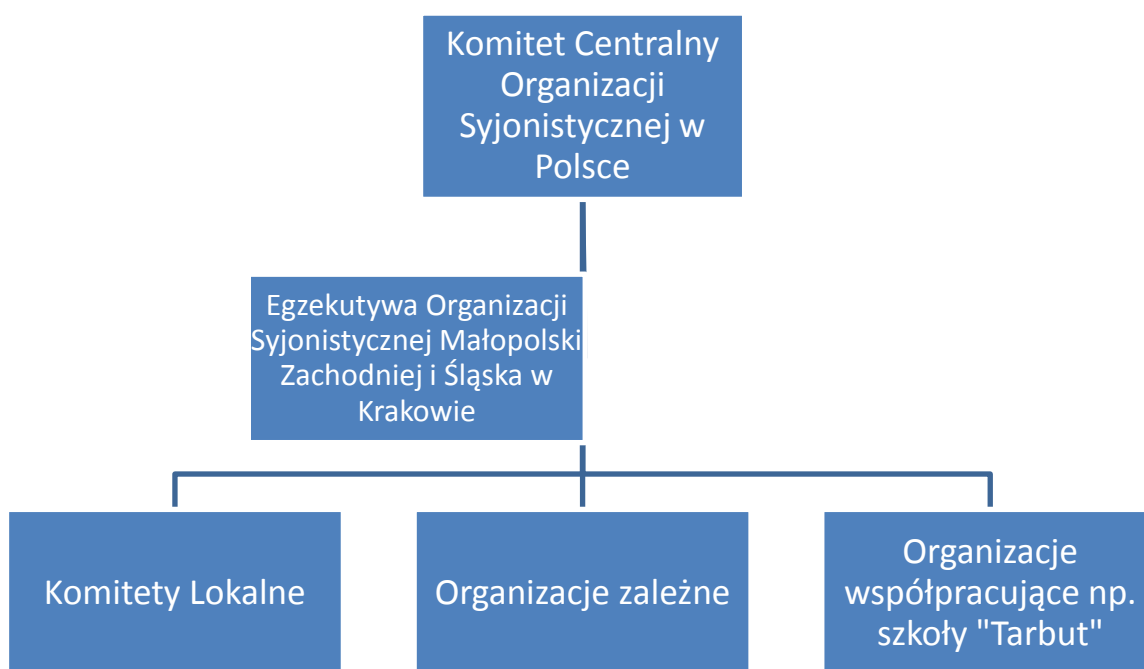 Komitet Centralny
Organizacji
Syjonistycznej w
Polsce
Egzekutywa Organizacji
Syjonistycznej Małopolski
Zachodniej i Śląska w
Krakowie
Komitety Lokalne
Organizacje zależne
Organizacje
współpracujące np.
szkoły "Tarbut"